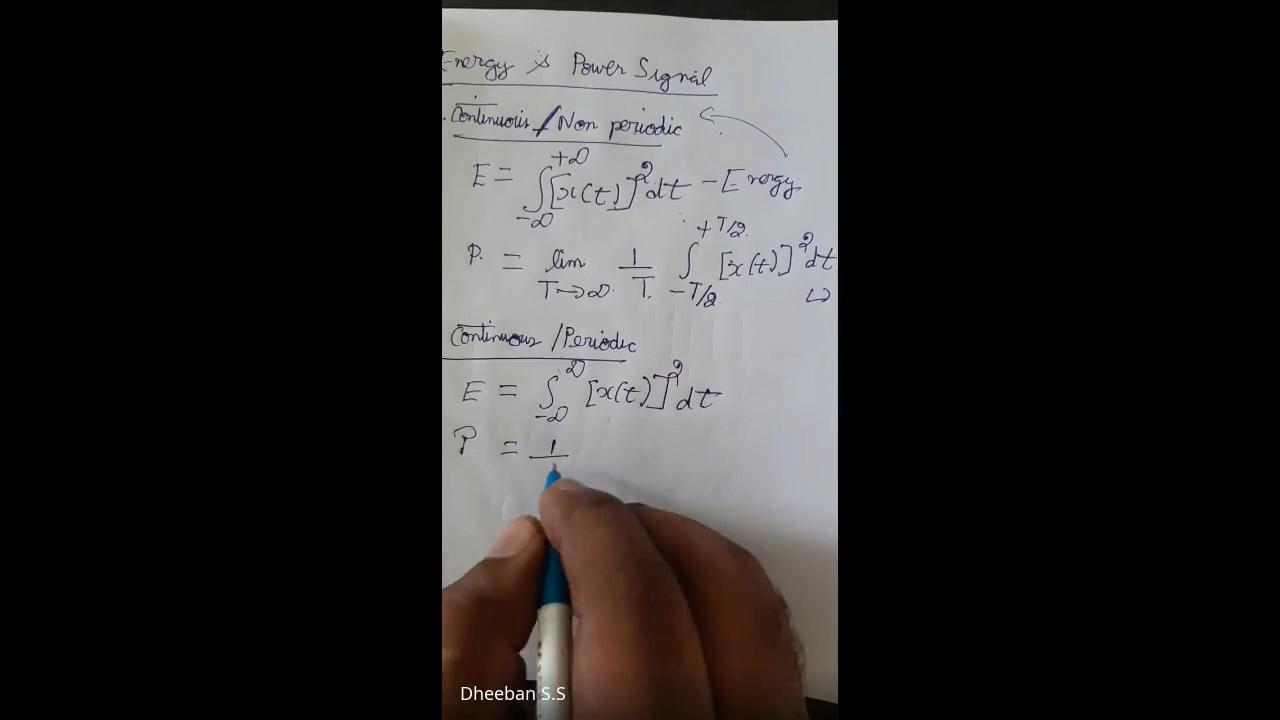 Energy & Power Signal
Continuous / Non periodic
E = ∫_{-∞}^{+∞} [x(t)]² dt - Energy
P. = lim_{T→∞} 1/T. ∫_{-T/2}^{+T/2} [x(t)]² dt
Continuous / Periodic
E = ∫_{-∞}^{∞} [x(t)]² dt
P = 1
Dheeban S.S